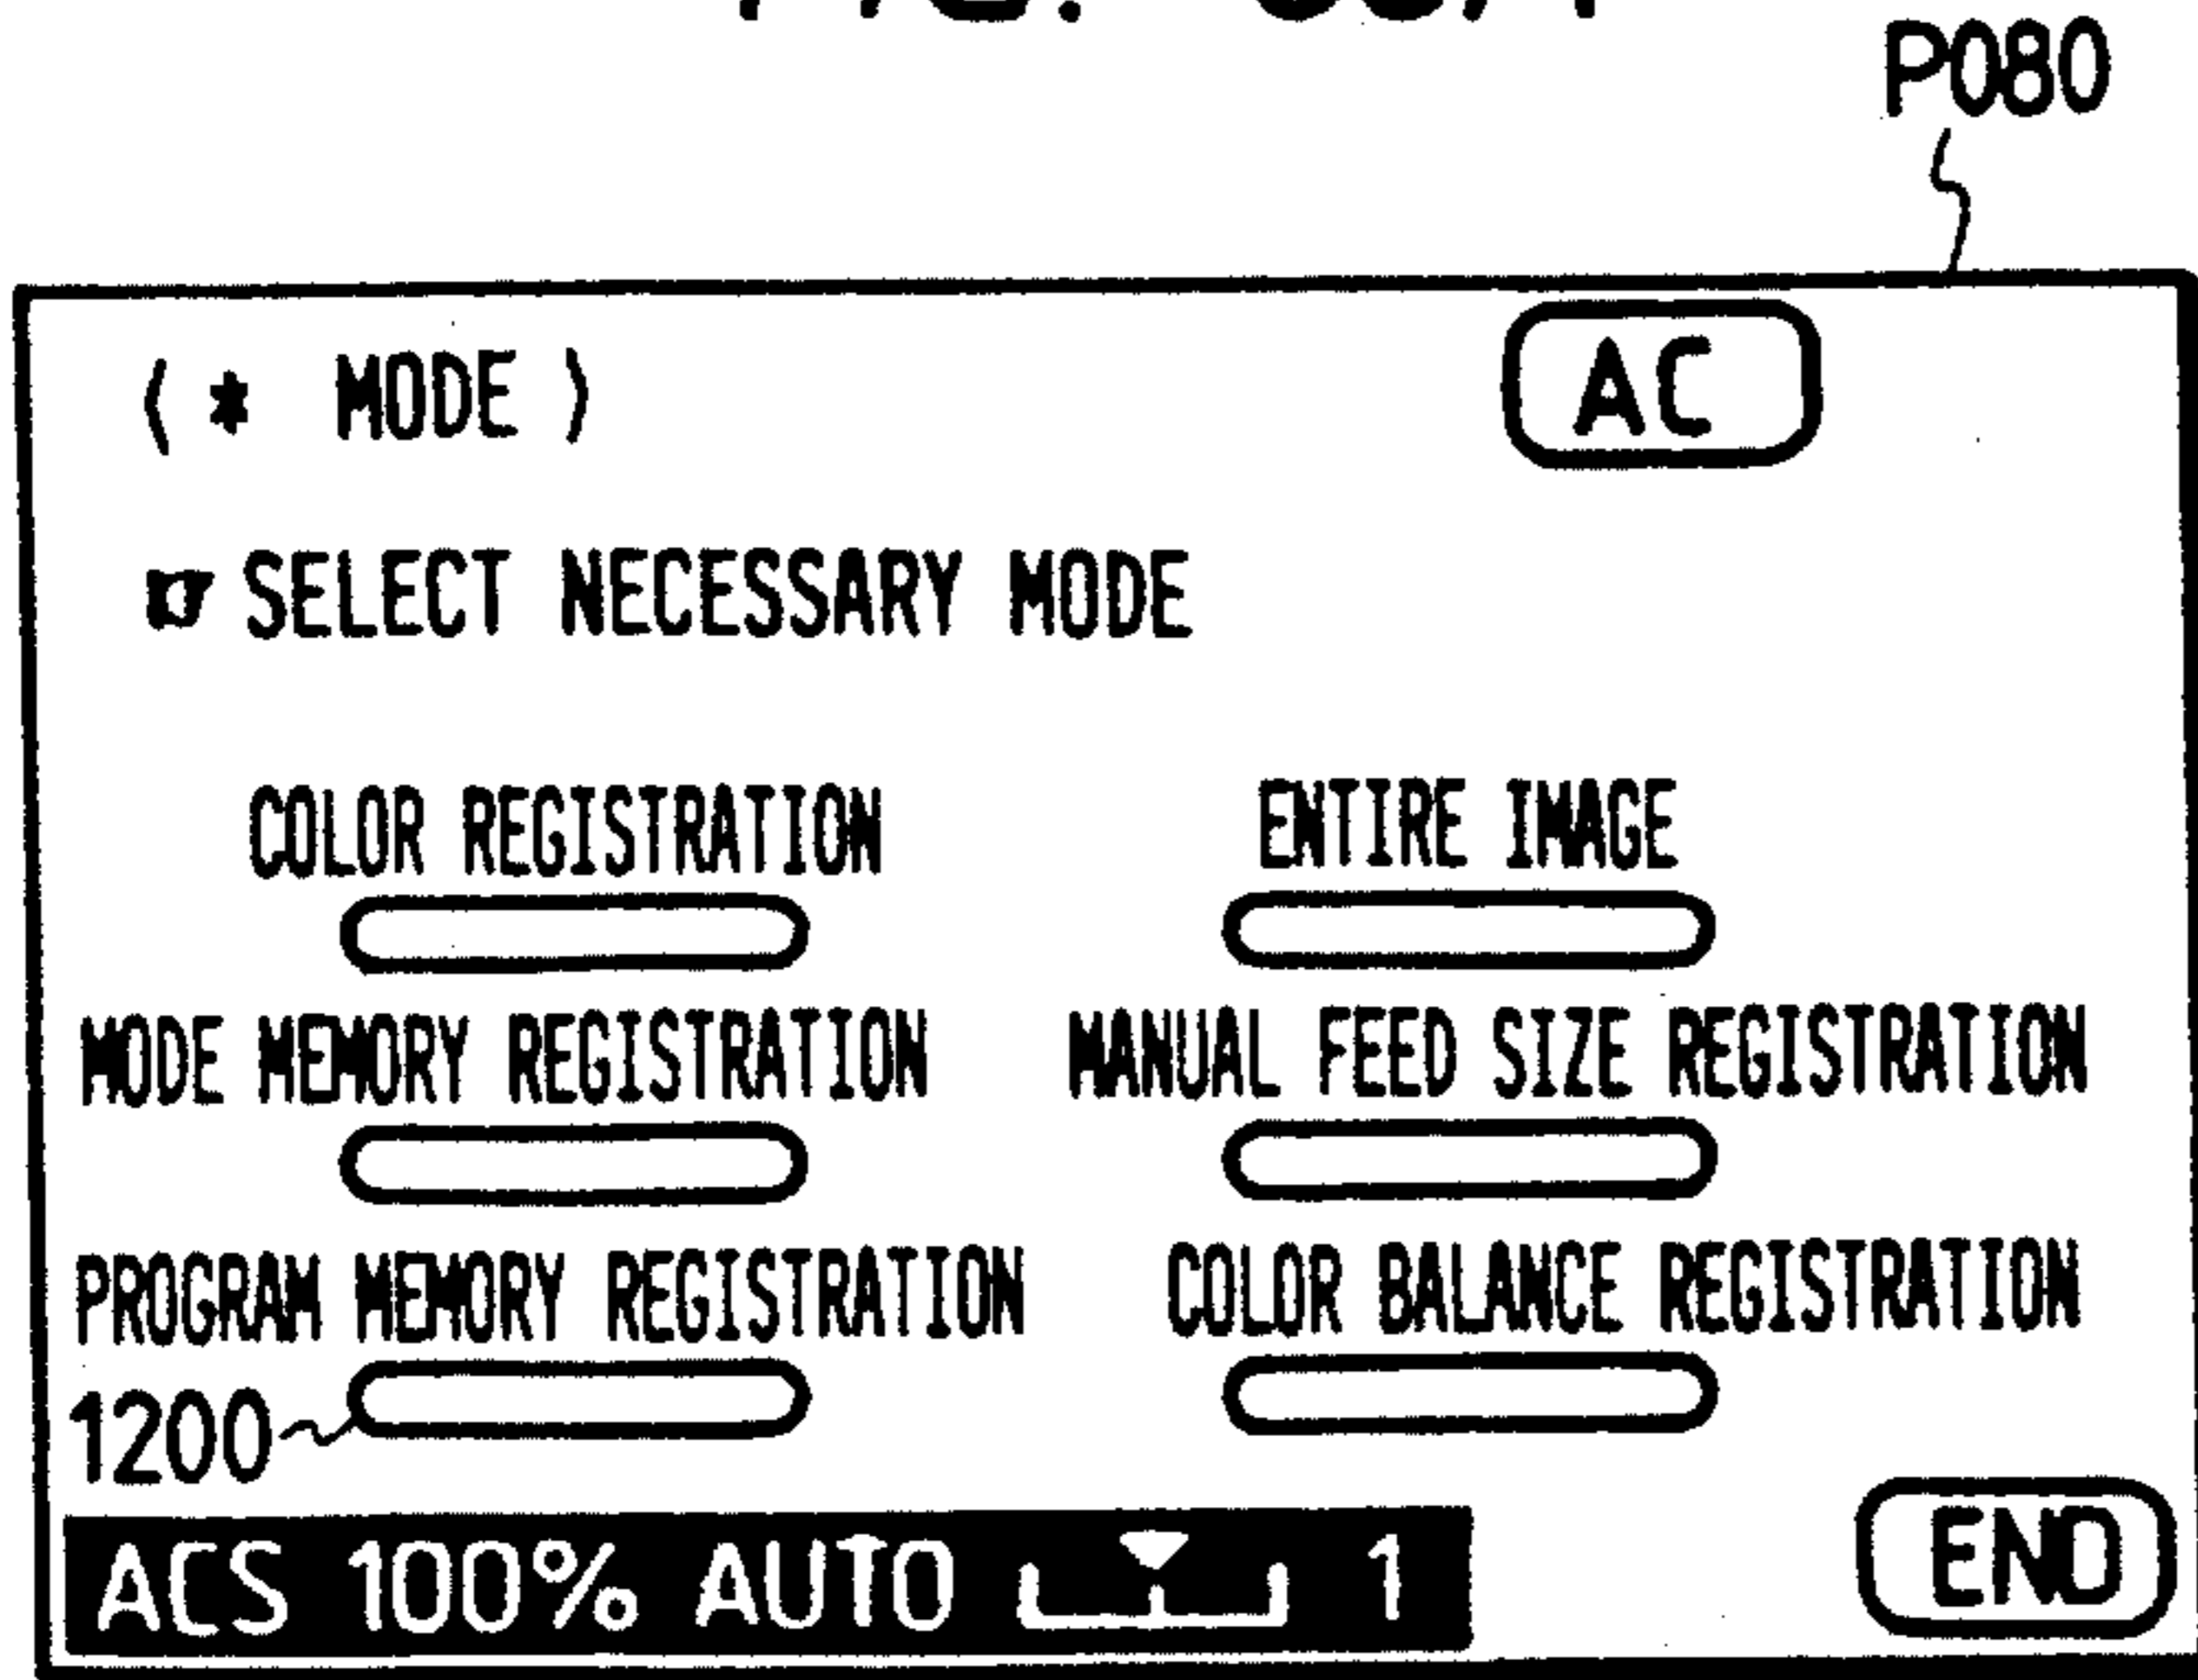 P080
( * MODE ) AC
SELECT NECESSARY MODE
COLOR REGISTRATION ENTIRE IMAGE
MODE MEMORY REGISTRATION MANUAL FEED SIZE REGISTRATION
PROGRAM MEMORY REGISTRATION COLOR BALANCE REGISTRATION
1200
ACS 100% AUTO 1 END